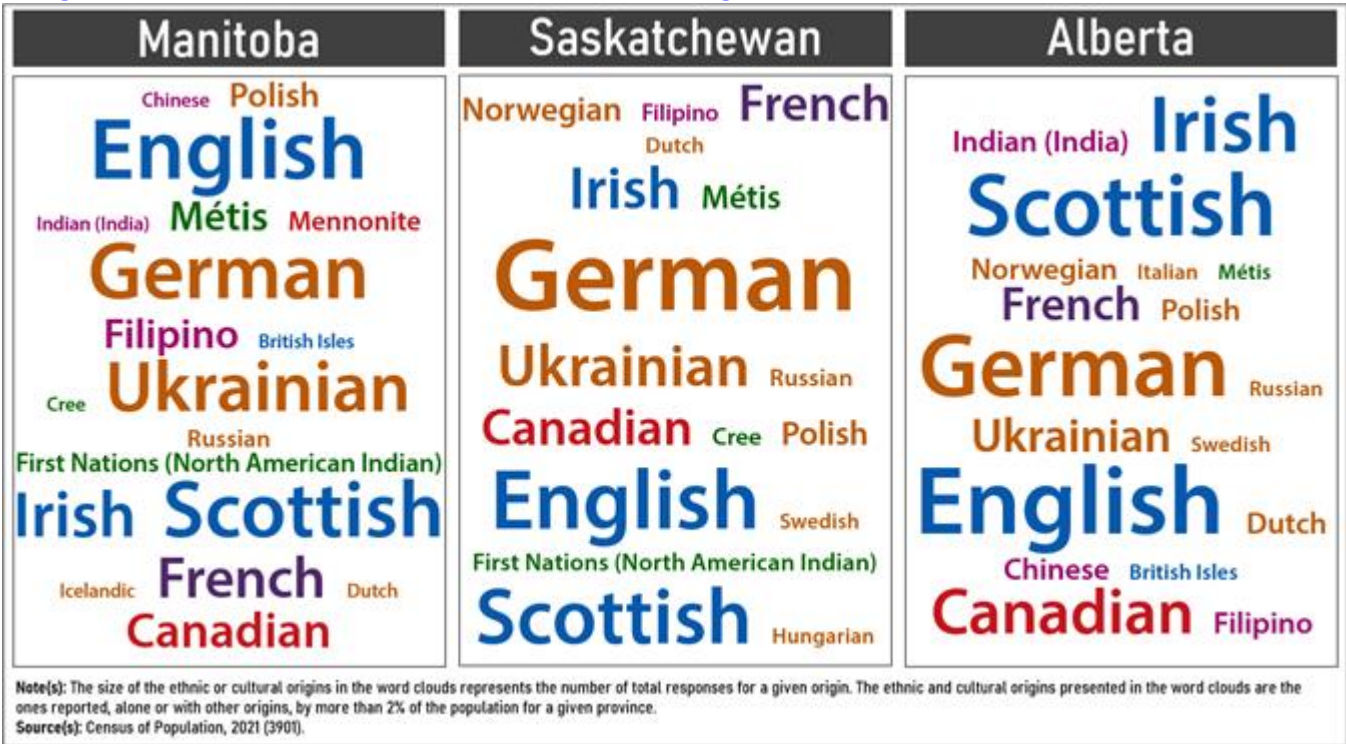 Manitoba
Chinese Polish
English
Indian (India) Métis Mennonite
German
Filipino British Isles
Cree Ukrainian
Russian
First Nations (North American Indian)
Irish Scottish
Icelandic French Dutch
Canadian
Saskatchewan
Norwegian Filipino French
Dutch
Irish Métis
German
Ukrainian Russian
Canadian Cree Polish
English Swedish
First Nations (North American Indian)
Scottish Hungarian
Alberta
Indian (India) Irish
Scottish
Norwegian Italian Métis
French Polish
German Russian
Ukrainian Swedish
English Dutch
Chinese British Isles
Canadian Filipino
Note(s): The size of the ethnic or cultural origins in the word clouds represents the number of total responses for a given origin. The ethnic and cultural origins presented in the word clouds are the
ones reported, alone or with other origins, by more than 2% of the population for a given province.
Source(s): Census of Population, 2021 (3901).